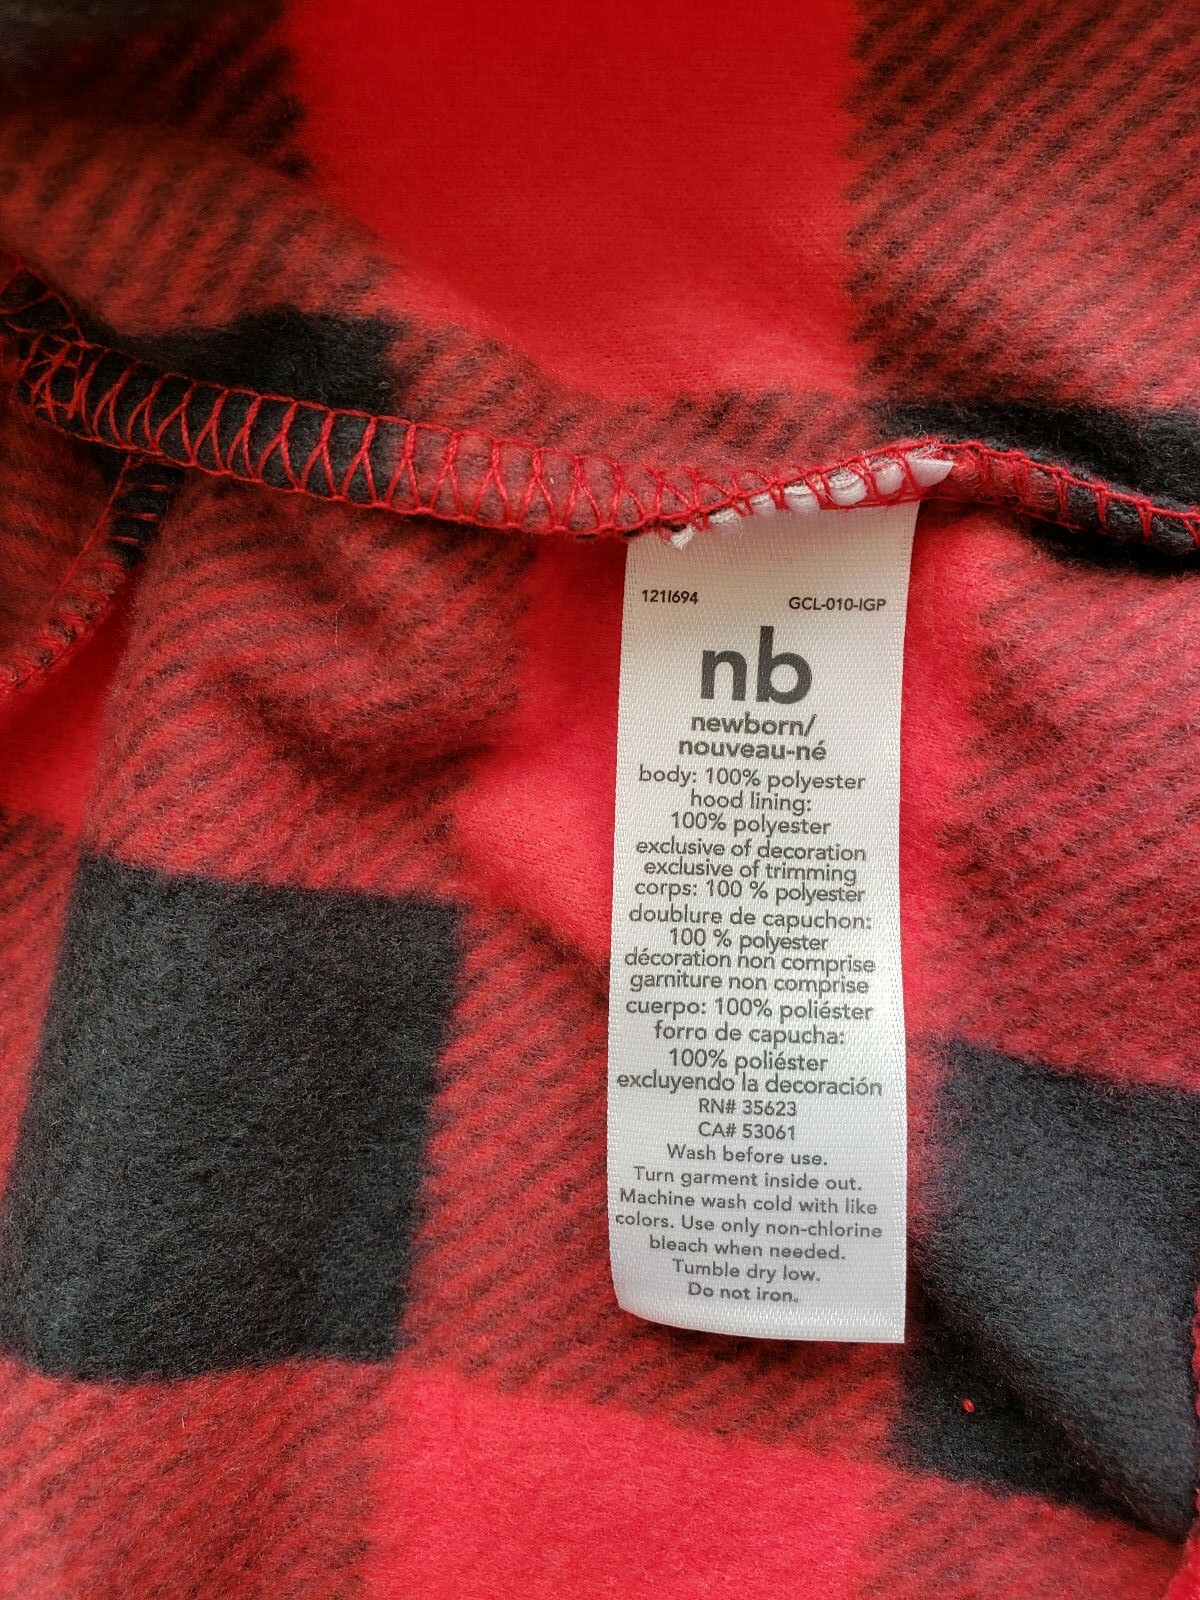 121I694 GCL-010-IGP
nb
newborn/
nouveau-né
body: 100% polyester
hood lining:
100% polyester
exclusive of decoration
exclusive of trimming
corps: 100 % polyester
doublure de capuchon:
100 % polyester
décoration non comprise
garniture non comprise
cuerpo: 100% poliéster
forro de capucha:
100% poliéster
excluyendo la decoración
RN# 35623
CA# 53061
Wash before use.
Turn garment inside out.
Machine wash cold with like
colors. Use only non-chlorine
bleach when needed.
Tumble dry low.
Do not iron.